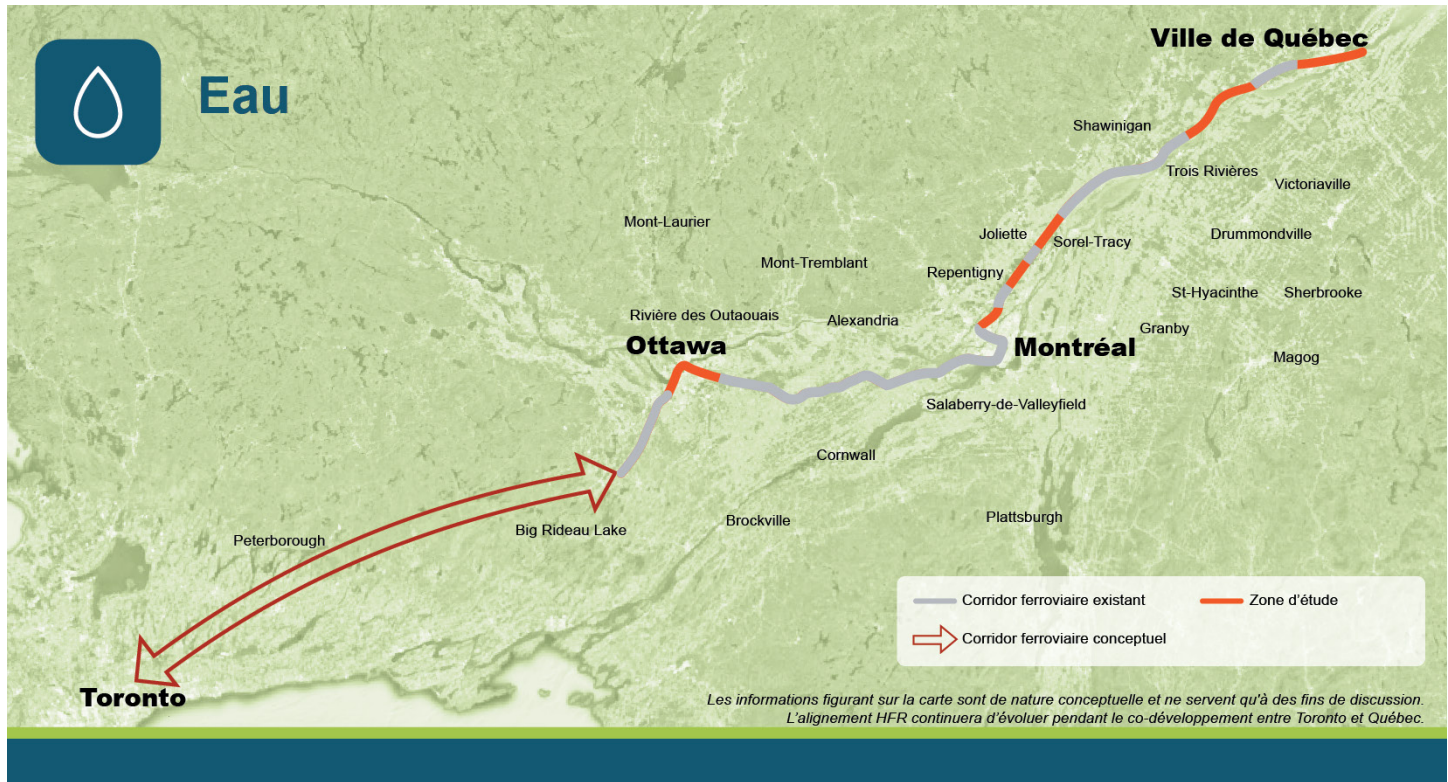 Eau
Ville de Québec
Shawinigan
Trois Rivières
Victoriaville
Mont-Laurier
Joliette
Sorel-Tracy
Drummondville
Mont-Tremblant
Repentigny
St-Hyacinthe
Sherbrooke
Rivière des Outaouais
Alexandria
Granby
Ottawa
Montréal
Magog
Salaberry-de-Valleyfield
Cornwall
Brockville
Plattsburgh
Big Rideau Lake
Peterborough
Toronto
Corridor ferroviaire existant
Zone d'étude
Corridor ferroviaire conceptuel
Les informations figurant sur la carte sont de nature conceptuelle et ne servent qu'à des fins de discussion.
L'alignement HFR continuera d'évoluer pendant le co-développement entre Toronto et Québec.